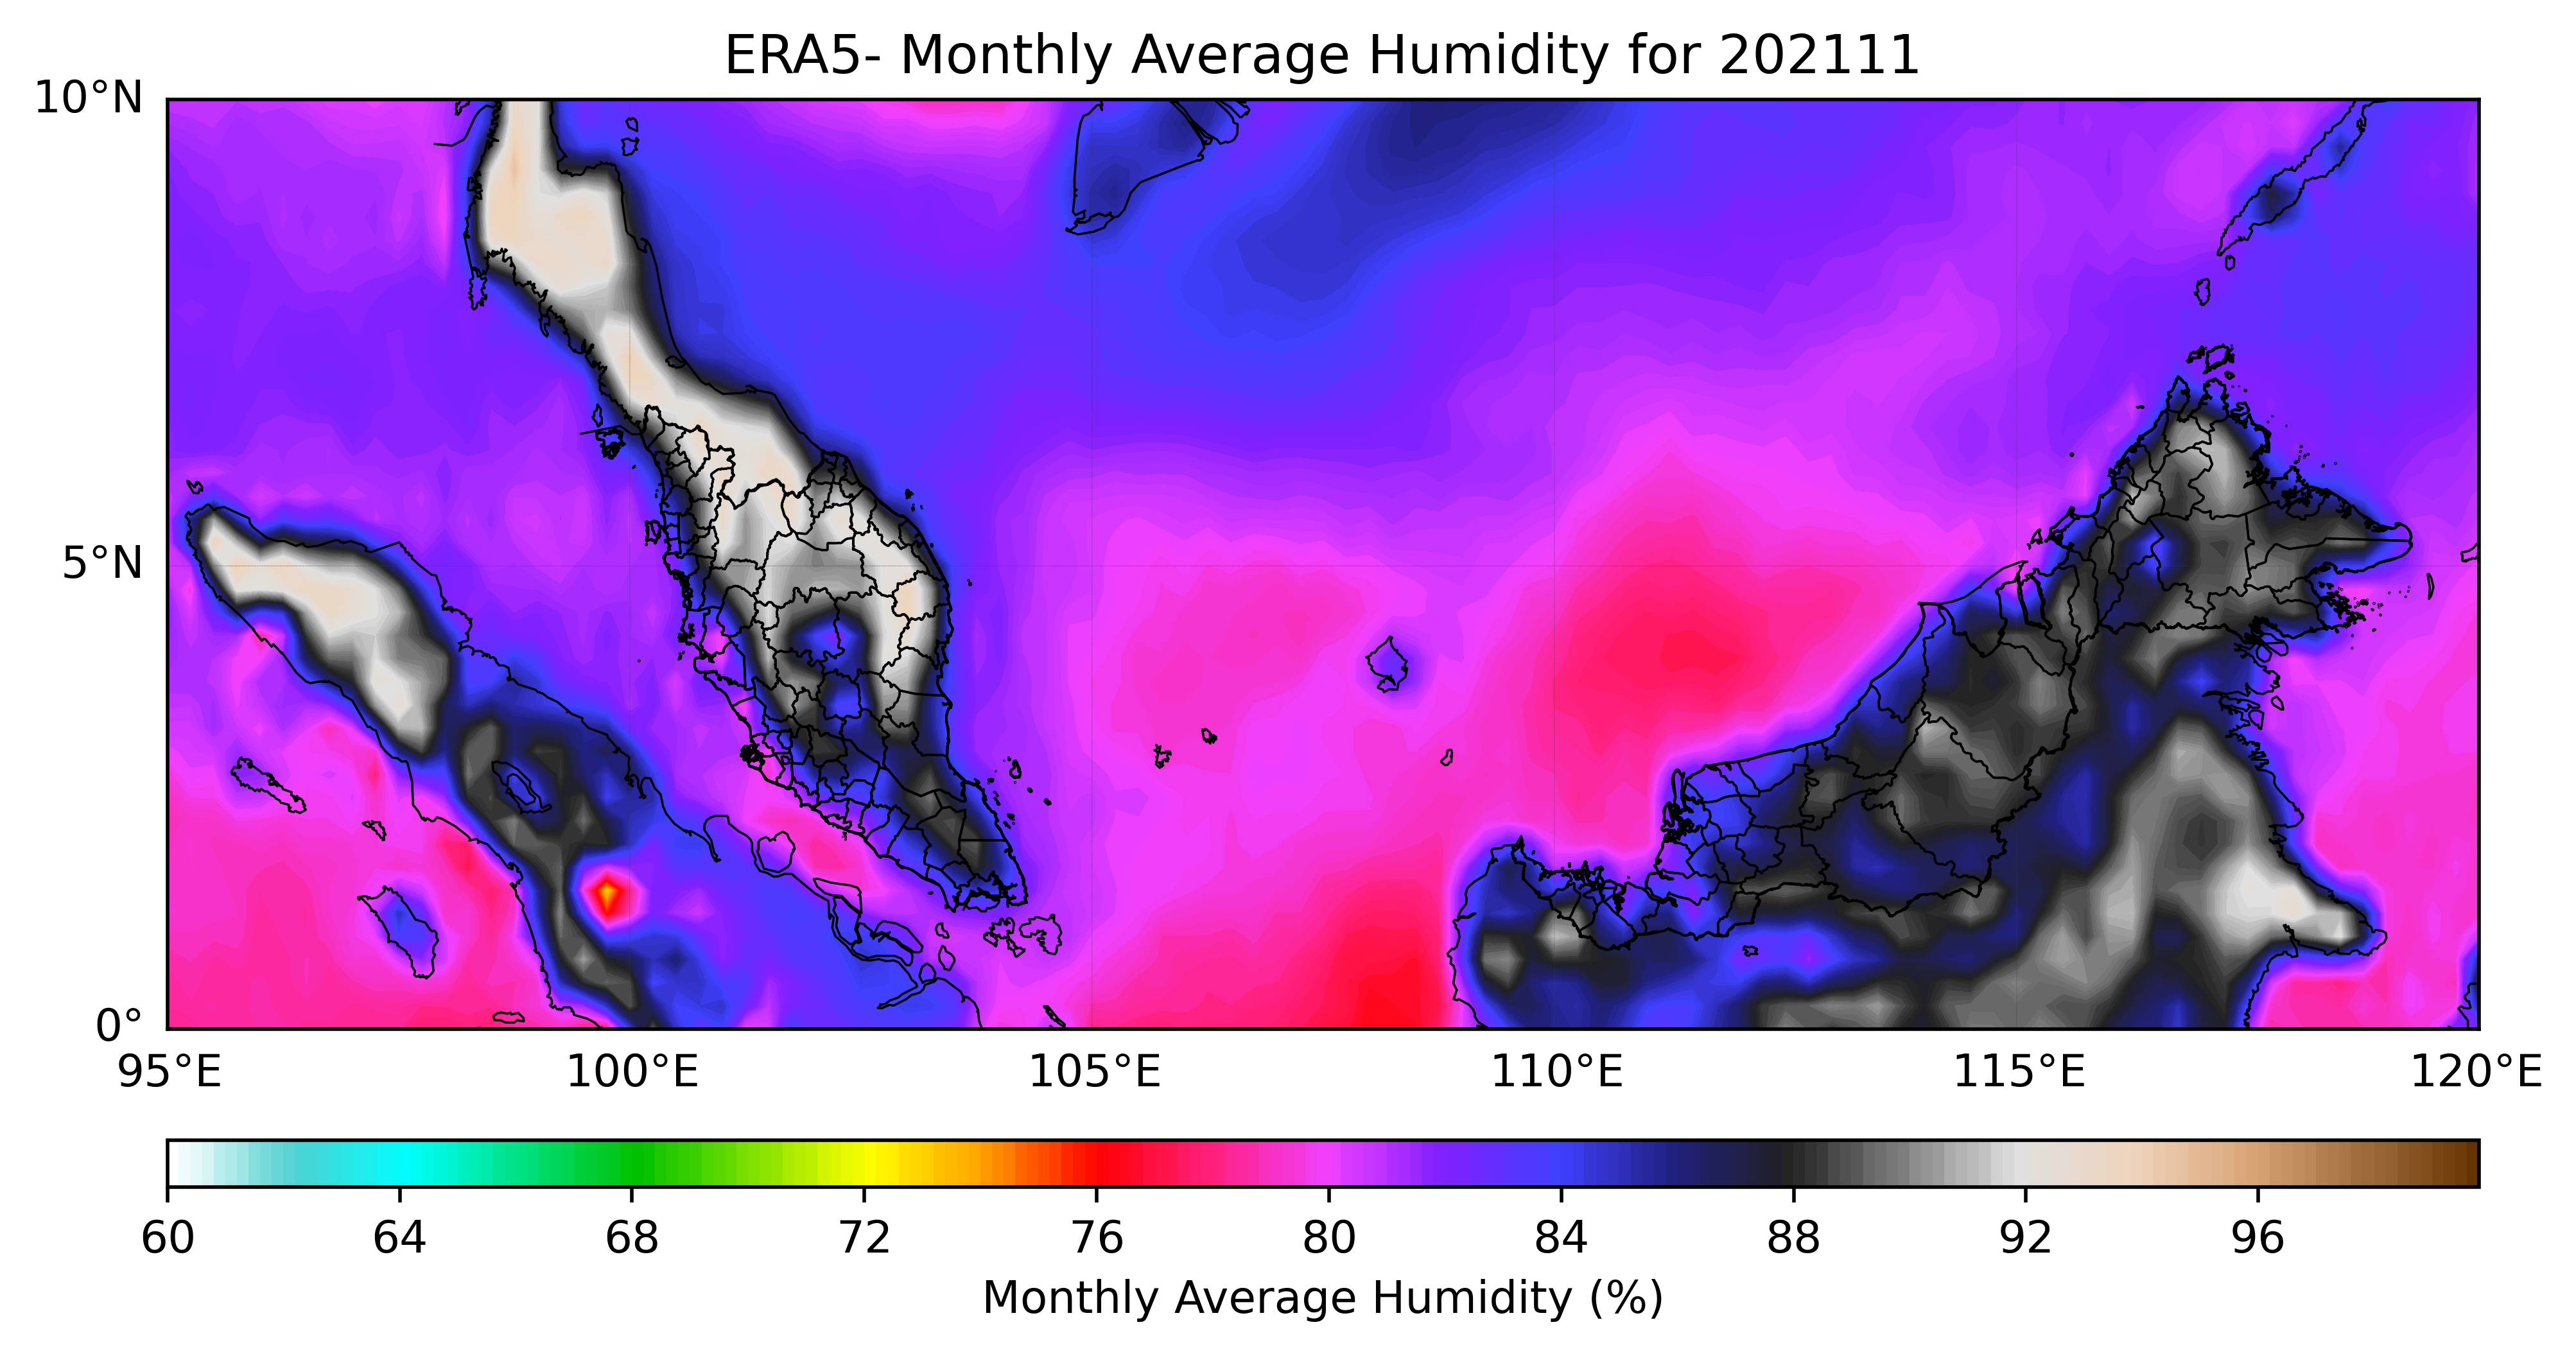 ERA5- Monthly Average Humidity for 202111
10°N
5°N
0°
95°E 100°E 105°E 110°E 115°E 120°E
60 64 68 72 76 80 84 88 92 96
Monthly Average Humidity (%)